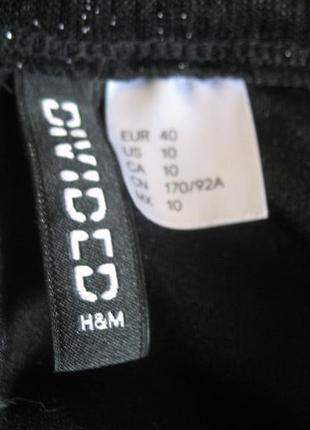 DIVIDED
H&M
EUR 40
US 10
CA 10
CN 170/92A
MX 10